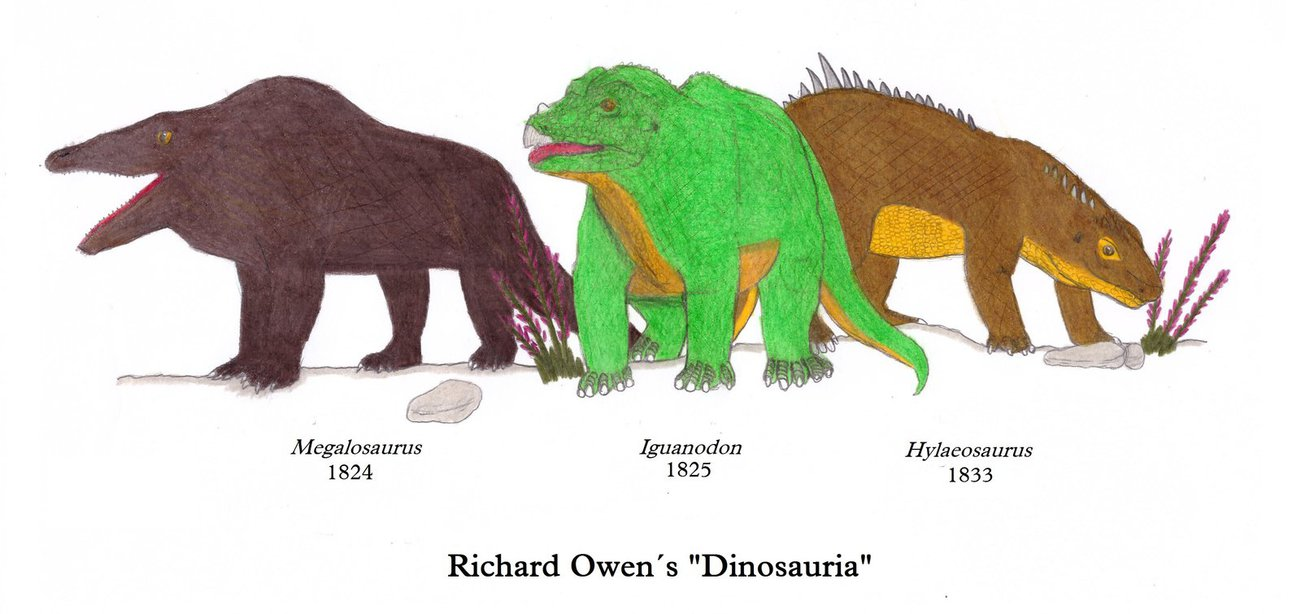 Megalosaurus
1824
Iguanodon
1825
Hylaeosaurus
1833
Richard Owen´s "Dinosauria"